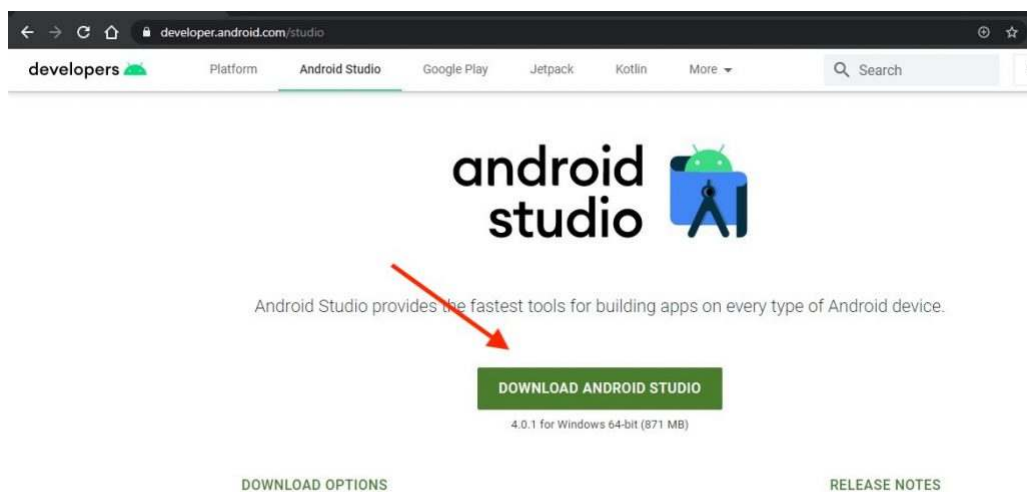 developer.android.com/studio
developers Platform Android Studio Google Play Jetpack Kotlin More Search
android
studio
Android Studio provides the fastest tools for building apps on every type of Android device.
DOWNLOAD ANDROID STUDIO
4.0.1 for Windows 64-bit (871 MB)
DOWNLOAD OPTIONS RELEASE NOTES